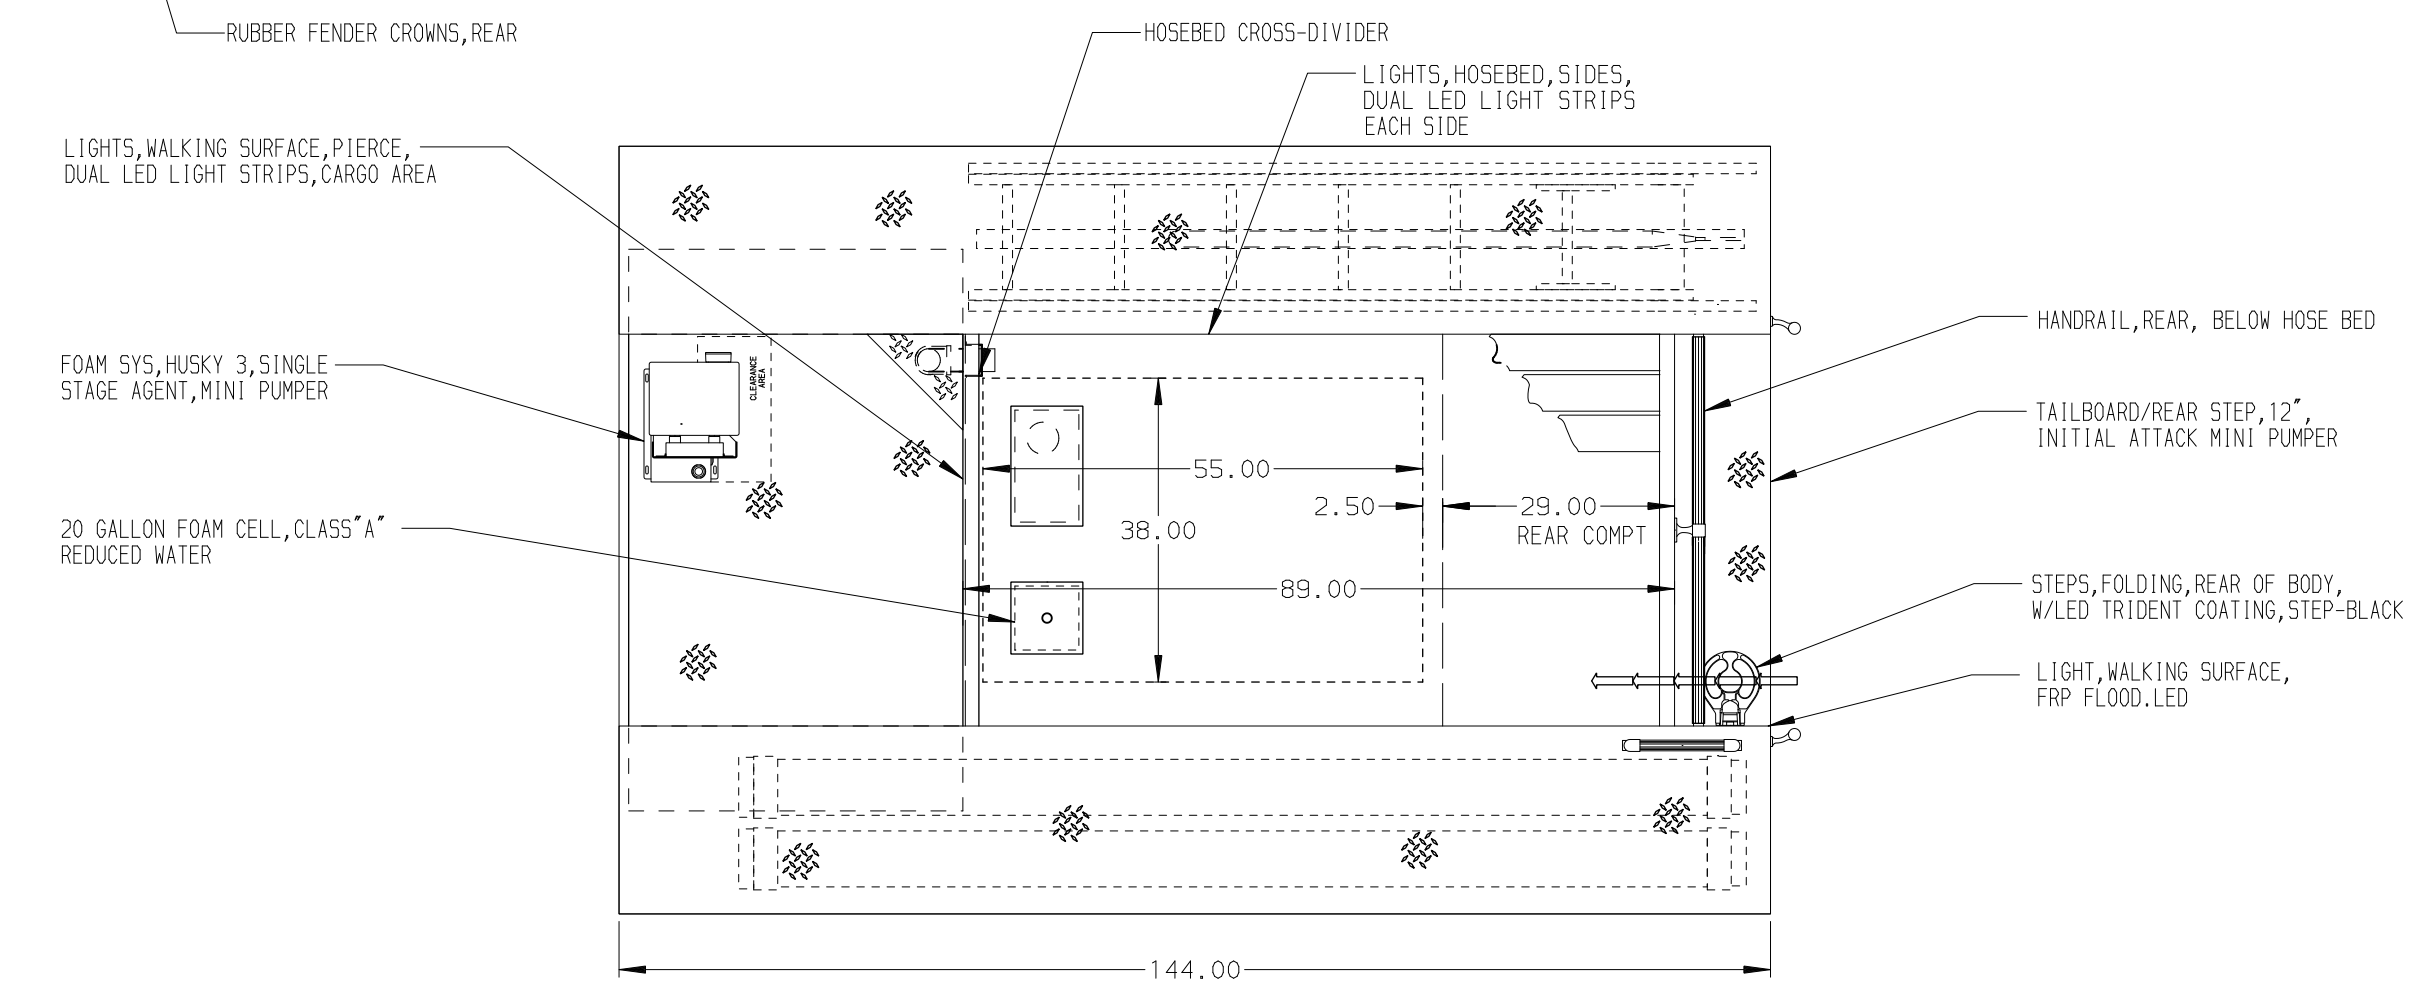 RUBBER FENDER CROWNS,REAR
HOSEBED CROSS-DIVIDER
LIGHTS,HOSEBED,SIDES,
DUAL LED LIGHT STRIPS
EACH SIDE
LIGHTS,WALKING SURFACE,PIERCE,
DUAL LED LIGHT STRIPS,CARGO AREA
HANDRAIL,REAR, BELOW HOSE BED
FOAM SYS,HUSKY 3,SINGLE
STAGE AGENT,MINI PUMPER
CLEARANCE
AREA
TAILBOARD/REAR STEP,12",
INITIAL ATTACK MINI PUMPER
55.00
2.50
29.00
REAR COMPT
38.00
20 GALLON FOAM CELL,CLASS"A"
REDUCED WATER
89.00
STEPS,FOLDING,REAR OF BODY,
W/LED TRIDENT COATING,STEP-BLACK
LIGHT,WALKING SURFACE,
FRP FLOOD.LED
144.00